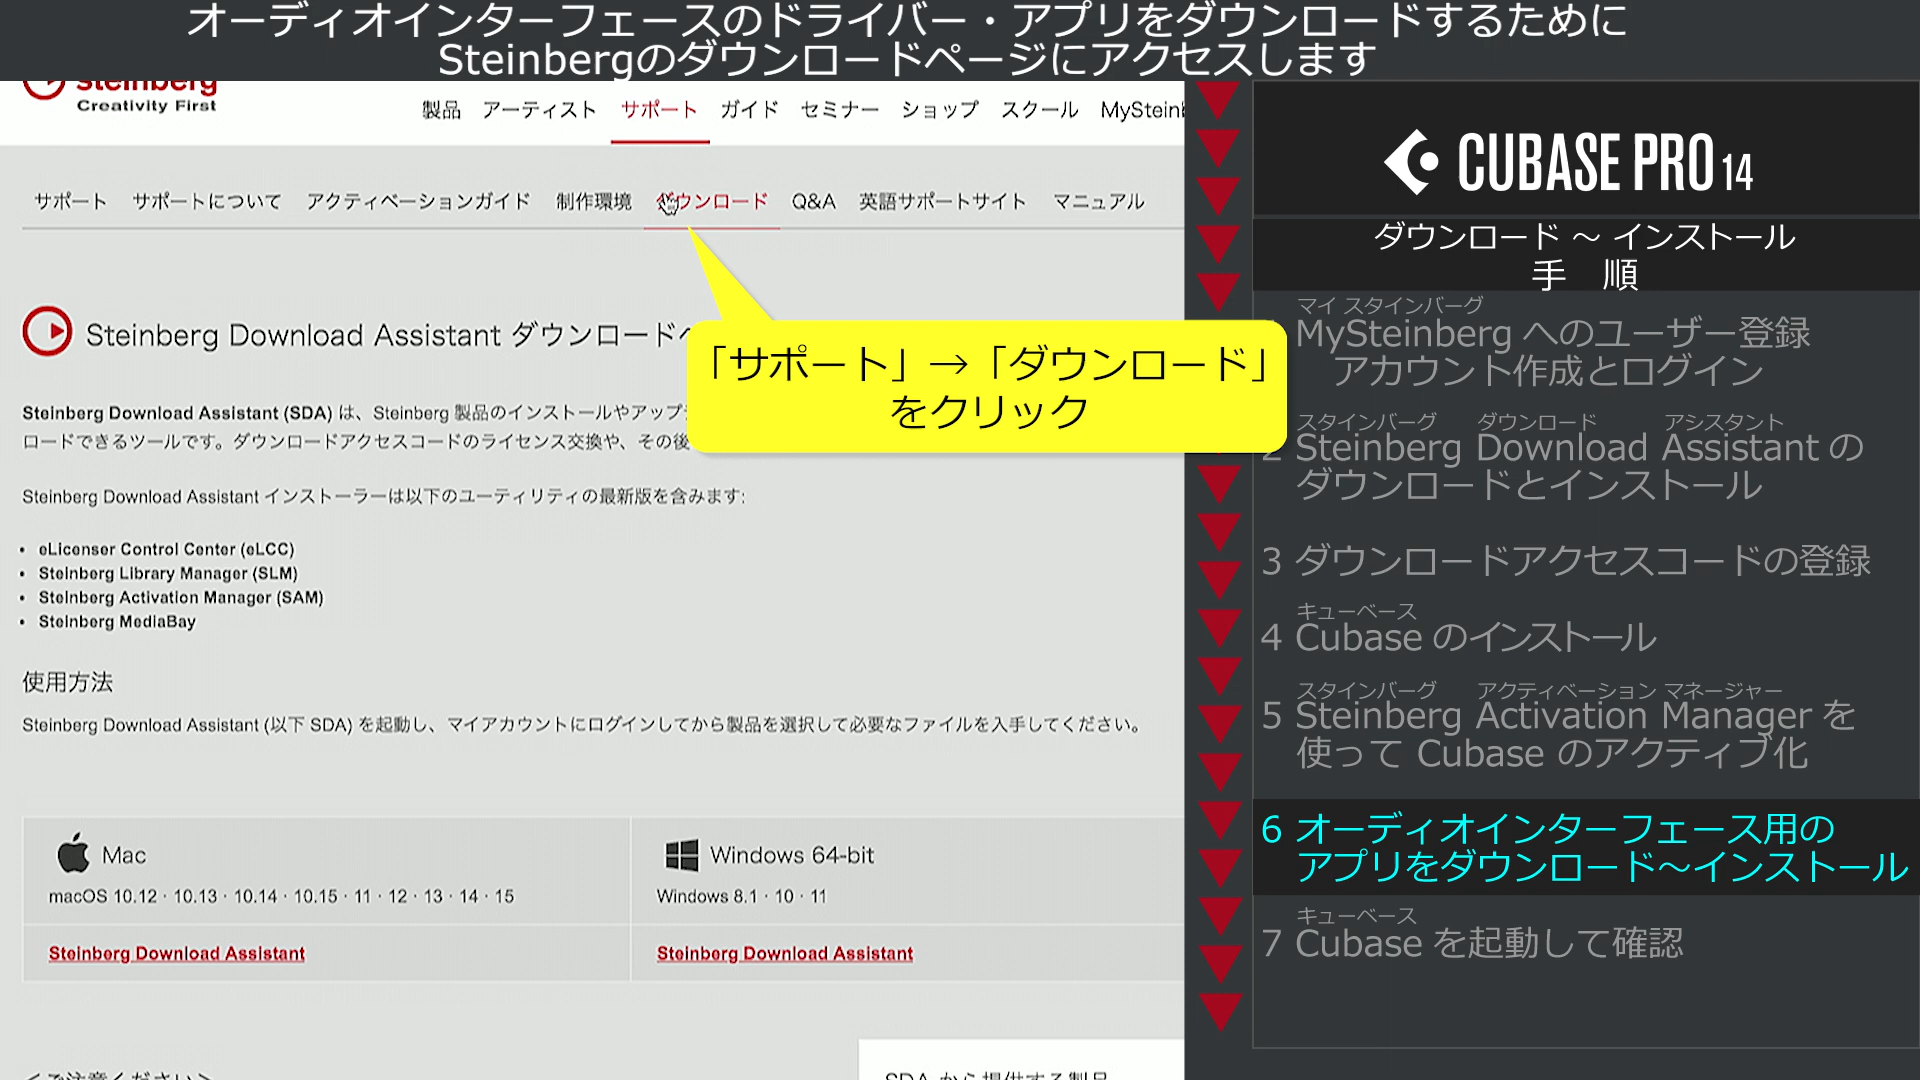 オーディオインターフェースのドライバー・アプリをダウンロードするために
Steinbergのダウンロードページにアクセスします
steinberg
Creativity First
製品 アーティスト サポート ガイド セミナー ショップ スクール MyStein
サポート サポートについて アクティベーションガイド 制作環境 ダウンロード Q&A 英語サポートサイト マニュアル
Steinberg Download Assistant ダウンロード
「サポート」→「ダウンロード」
をクリック
Steinberg Download Assistant (SDA) は、Steinberg 製品のインストールやアップ
ロードできるツールです。ダウンロードアクセスコードのライセンス交換や、その後
Steinberg Download Assistant インストーラーは以下のユーティリティの最新版を含みます:
• eLicenser Control Center (eLCC)
• Steinberg Library Manager (SLM)
• Steinberg Activation Manager (SAM)
• Steinberg MediaBay
使用方法
Steinberg Download Assistant (以下 SDA) を起動し、マイアカウントにログインしてから製品を選択して必要なファイルを入手してください。
Mac
macOS 10.12 · 10.13 · 10.14 · 10.15 · 11 · 12 · 13 · 14 · 15
Steinberg Download Assistant
Windows 64-bit
Windows 8.1 · 10 · 11
Steinberg Download Assistant
<ご注意ください>
SDA から提供する製品
CUBASE PRO 14
ダウンロード ～ インストール
手 順
マイ スタインバーグ
MySteinberg へのユーザー登録
アカウント作成とログイン
スタインバーグ ダウンロード アシスタント
2 Steinberg Download Assistant の
ダウンロードとインストール
3 ダウンロードアクセスコードの登録
キューベース
4 Cubase のインストール
スタインバーグ アクティベーション マネージャー
5 Steinberg Activation Manager を
使って Cubase のアクティブ化
6 オーディオインターフェース用の
アプリをダウンロード～インストール
キューベース
7 Cubase を起動して確認